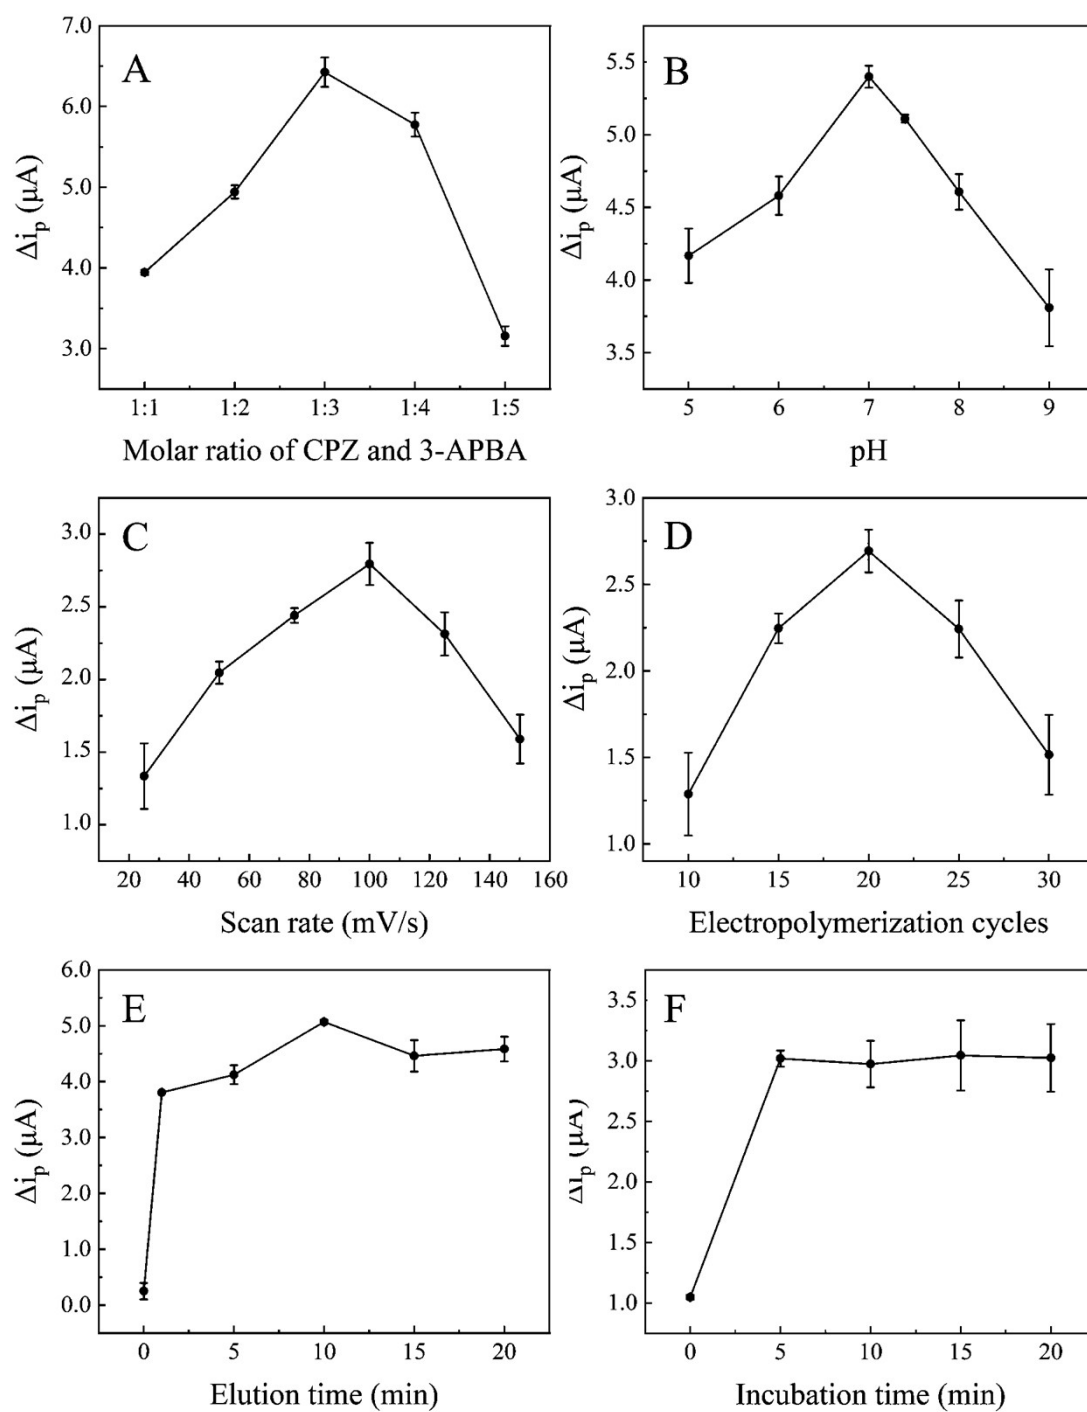 A
Δip (μA)
7.0
6.0
5.0
4.0
3.0
1:1 1:2 1:3 1:4 1:5
Molar ratio of CPZ and 3-APBA
B
Δip (μA)
5.5
5.0
4.5
4.0
3.5
5 6 7 8 9
pH
C
Δip (μA)
3.0
2.5
2.0
1.5
1.0
20 40 60 80 100 120 140 160
Scan rate (mV/s)
D
Δip (μA)
3.0
2.5
2.0
1.5
1.0
10 15 20 25 30
Electropolymerization cycles
E
Δip (μA)
6.0
5.0
4.0
3.0
2.0
1.0
0.0
0 5 10 15 20
Elution time (min)
F
Δip (μA)
3.5
3.0
2.5
2.0
1.5
1.0
0 5 10 15 20
Incubation time (min)